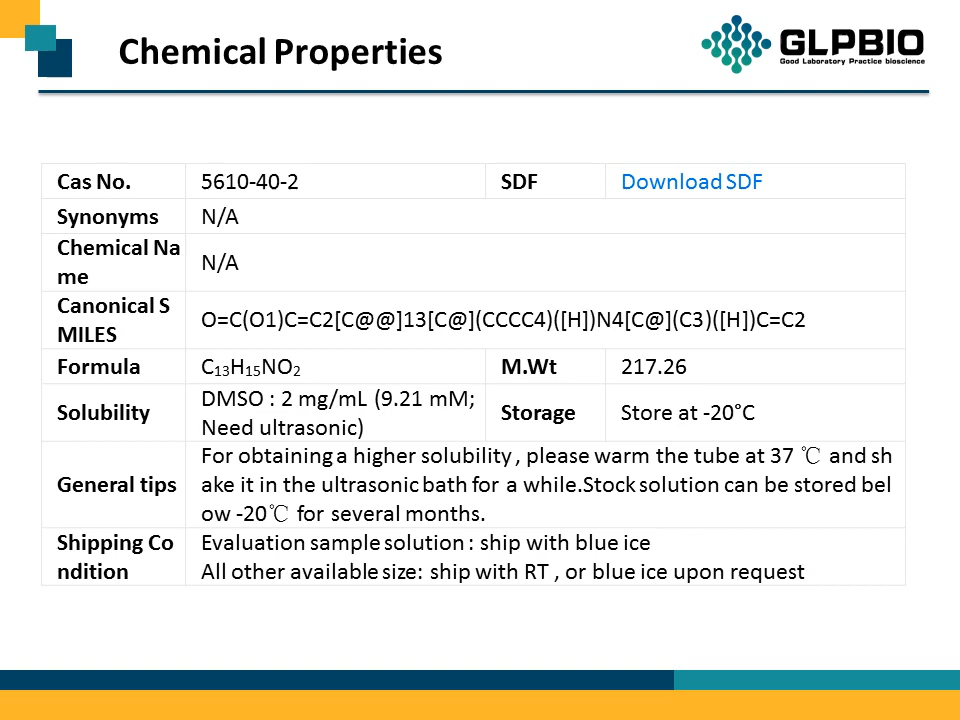 Chemical Properties
GLPBIO
Good Laboratory Practice bioscience
Cas No. 5610-40-2 SDF Download SDF
Synonyms N/A
Chemical Na
me
N/A
Canonical S
MILES
O=C(O1)C=C2[C@@]13[C@](CCCC4)([H])N4[C@](C3)([H])C=C2
Formula C₁₃H₁₅NO₂ M.Wt 217.26
Solubility
DMSO : 2 mg/mL (9.21 mM;
Need ultrasonic)
Storage Store at -20°C
General tips
For obtaining a higher solubility , please warm the tube at 37 ℃ and sh
ake it in the ultrasonic bath for a while.Stock solution can be stored bel
ow -20℃ for several months.
Shipping Co
ndition
Evaluation sample solution : ship with blue ice
All other available size: ship with RT , or blue ice upon request